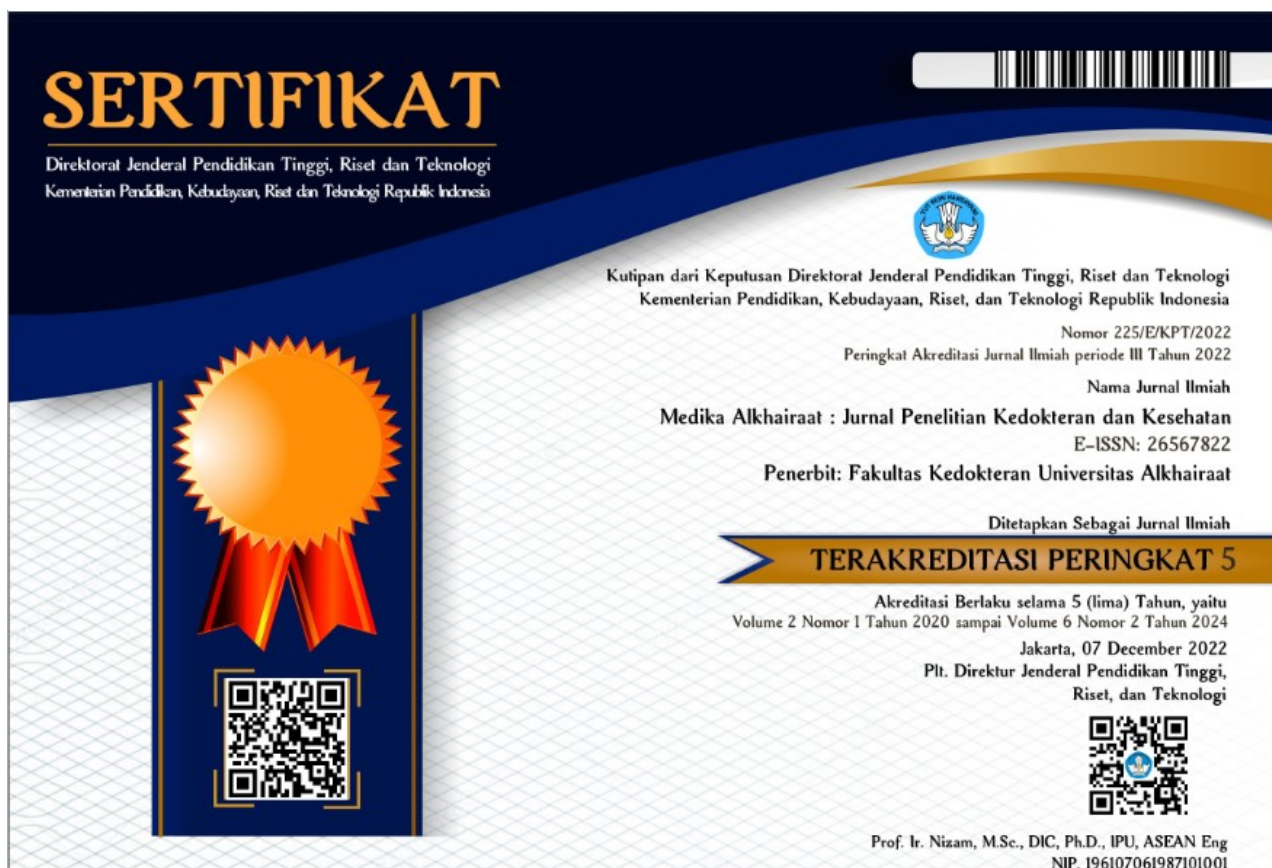 SERTIFIKAT
Direktorat Jenderal Pendidikan Tinggi, Riset dan Teknologi
Kementerian Pendidikan, Kebudayaan, Riset dan Teknologi Republik Indonesia
TUT WURI HANDAYANI
Kutipan dari Keputusan Direktorat Jenderal Pendidikan Tinggi, Riset dan Teknologi
Kementerian Pendidikan, Kebudayaan, Riset, dan Teknologi Republik Indonesia
Nomor 225/E/KPT/2022
Peringkat Akreditasi Jurnal Ilmiah periode III Tahun 2022
Nama Jurnal Ilmiah
Medika Alkhairaat : Jurnal Penelitian Kedokteran dan Kesehatan
E-ISSN: 26567822
Penerbit: Fakultas Kedokteran Universitas Alkhairaat
Ditetapkan Sebagai Jurnal Ilmiah
TERAKREDITASI PERINGKAT 5
Akreditasi Berlaku selama 5 (lima) Tahun, yaitu
Volume 2 Nomor 1 Tahun 2020 sampai Volume 6 Nomor 2 Tahun 2024
Jakarta, 07 December 2022
Plt. Direktur Jenderal Pendidikan Tinggi,
Riset, dan Teknologi
Prof. Ir. Nizam, M.Sc., DIC, Ph.D., IPU, ASEAN Eng
NIP. 196107061987101001